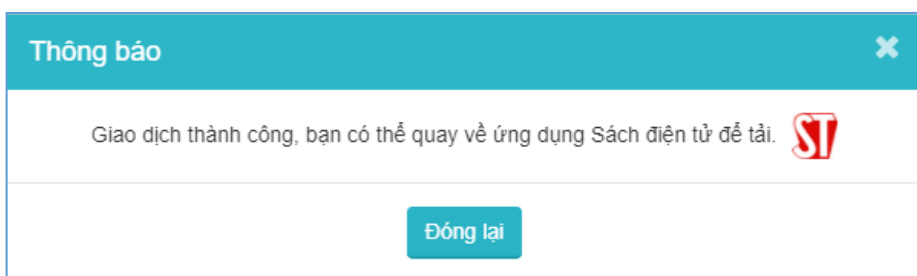 Thông báo
Giao dịch thành công, bạn có thể quay về ứng dụng Sách điện tử để tải. ST
Đóng lại